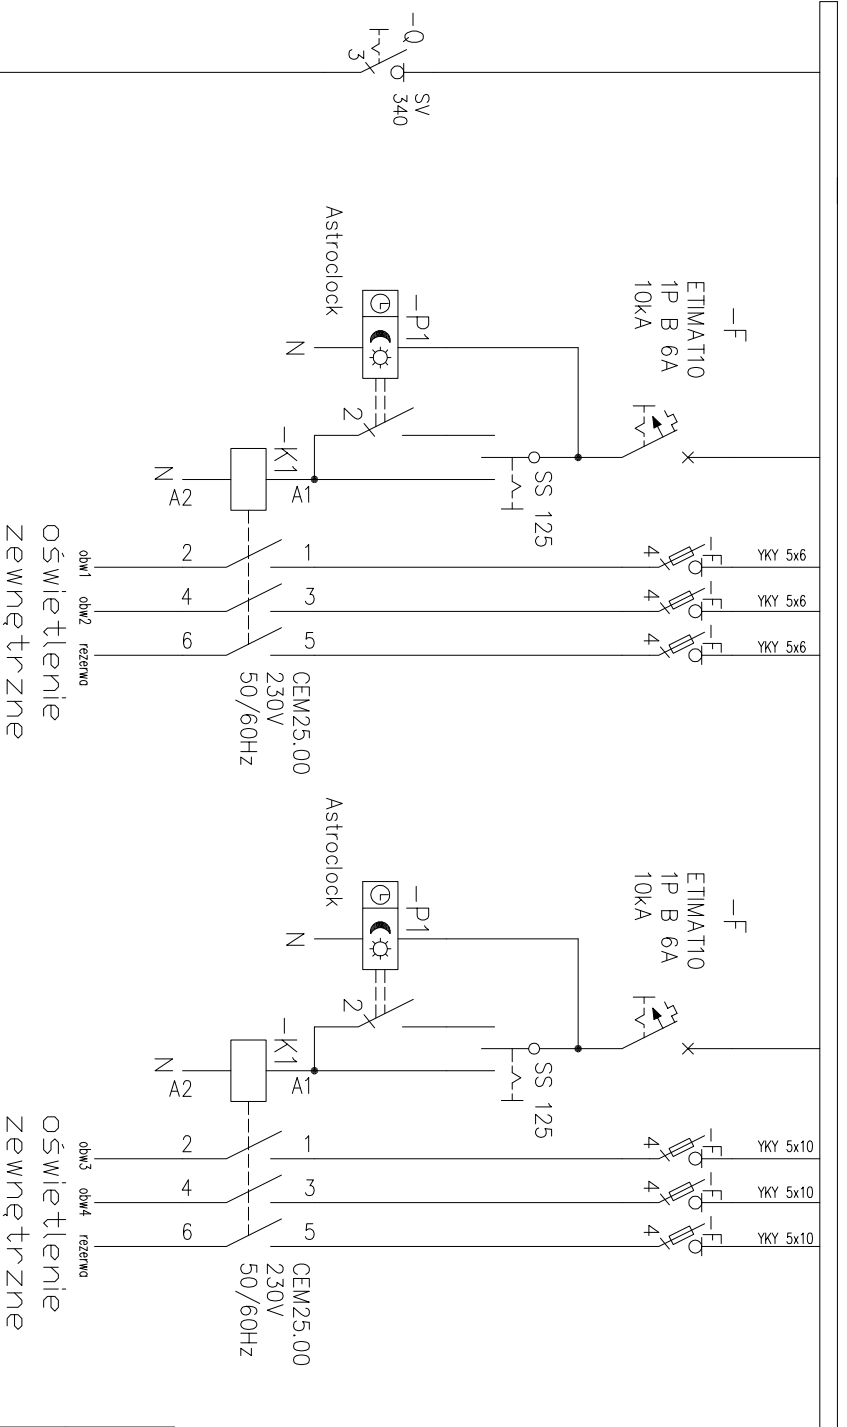 -Q
3
SV
340
-F
ETIMAT10
1P B 6A
10kA
-P1
Astroclock
N
2
SS 125
-K1
A1
A2
N
YKY 5x6
YKY 5x6
YKY 5x6
-F
4
-F
4
-F
4
1
3
5
2
4
6
CEM25.00
230V
50/60Hz
obw1
obw2
rezerwa
oświetlenie
zewnętrzne
-F
ETIMAT10
1P B 6A
10kA
-P1
Astroclock
N
2
SS 125
-K1
A1
A2
N
YKY 5x10
YKY 5x10
YKY 5x10
-F
4
-F
4
-F
4
1
3
5
2
4
6
CEM25.00
230V
50/60Hz
obw3
obw4
rezerwa
oświetlenie
zewnętrzne